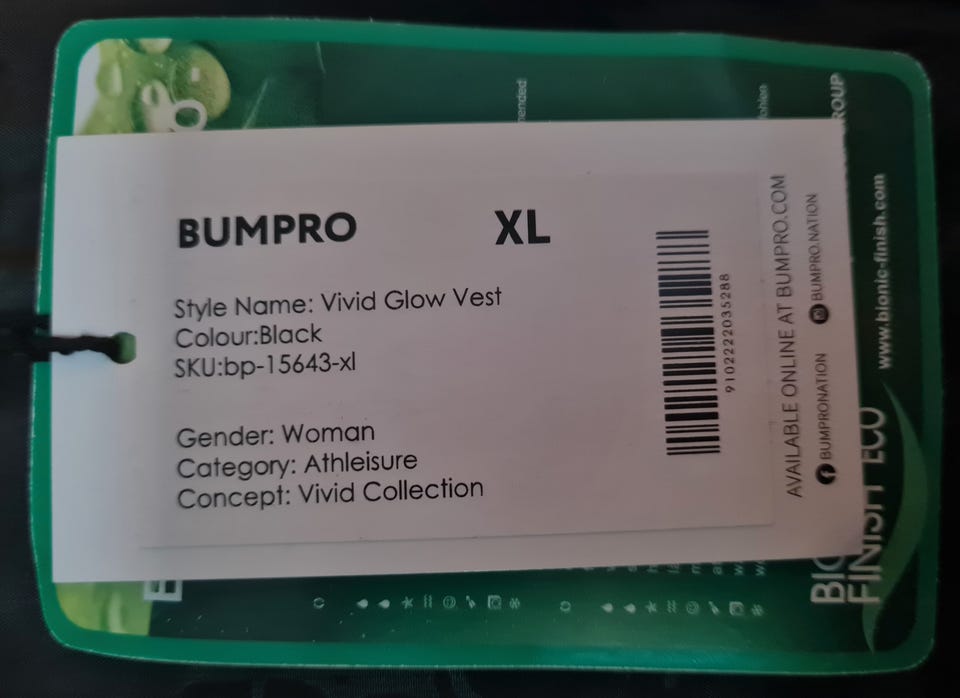 BUMPRO XL
Style Name: Vivid Glow Vest
Colour:Black
SKU:bp-15643-xl
Gender: Woman
Category: Athleisure
Concept: Vivid Collection
9102222035288
AVAILABLE ONLINE AT BUMPRO.COM
BUMPRONATION
BUMPRO.NATION
FINISH ECO
www.bionic-finish.com